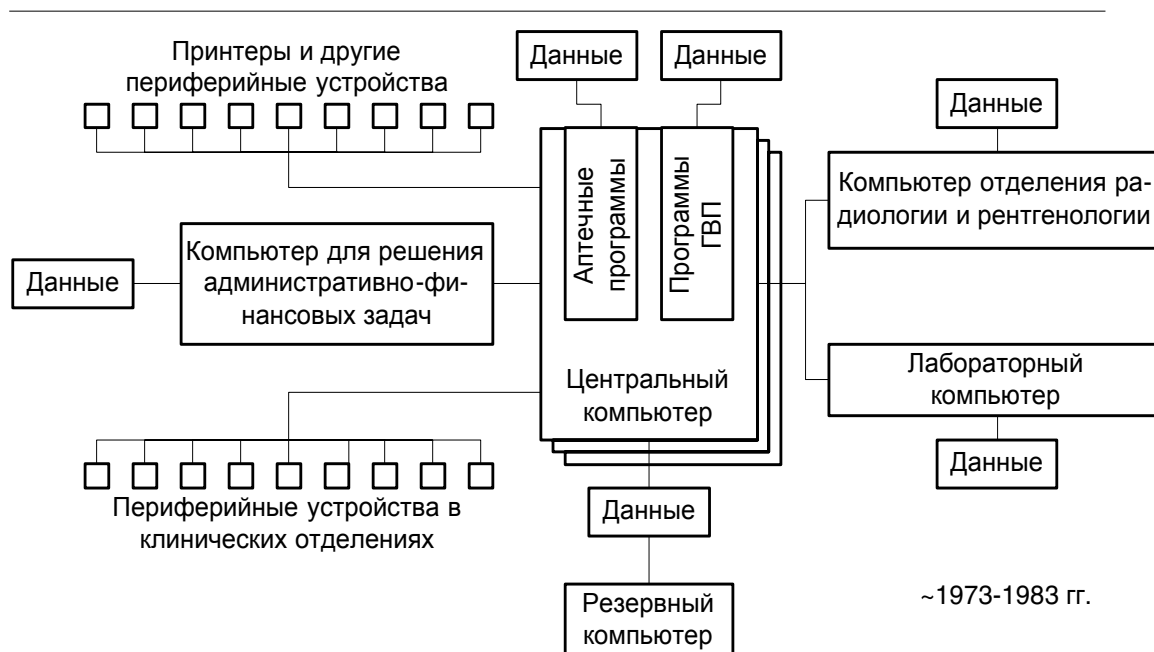 Принтеры и другие
периферийные устройства
Данные
Данные
Данные
Аптечные
программы
Программы
ГВП
Компьютер отделения ра-
диологии и рентгенологии
Данные
Компьютер для решения
административно-фи-
нансовых задач
Центральный
компьютер
Лабораторный
компьютер
Данные
Периферийные устройства в
клинических отделениях
Данные
Резервный
компьютер
~1973-1983 гг.